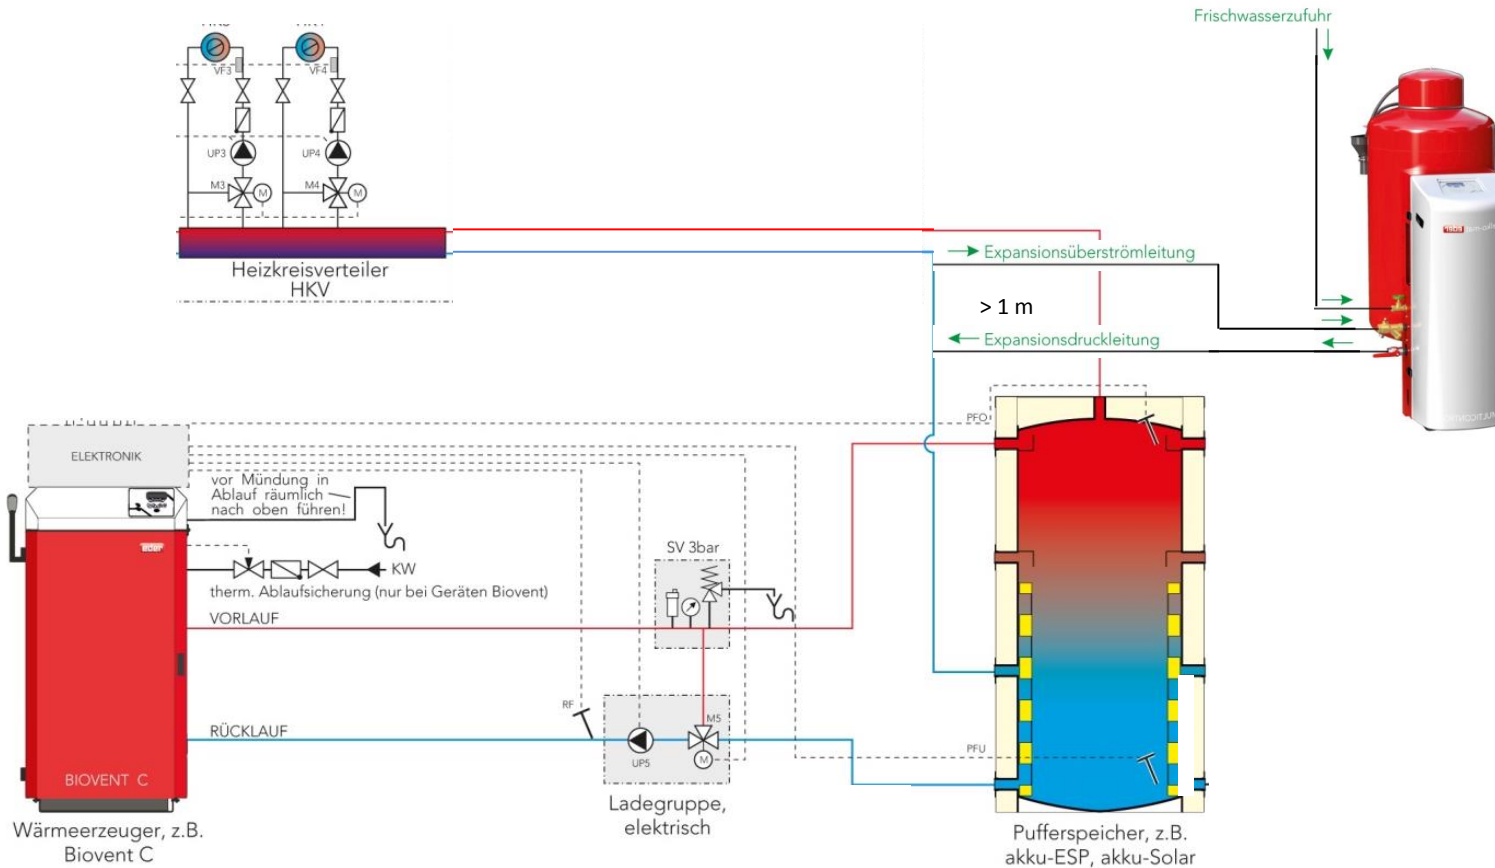 Frischwasserzufuhr
VF3
VF4
UP3
UP4
M3
M
M4
M
Heizkreisverteiler
HKV
Expansionsüberströmleitung
> 1 m
Expansionsdruckleitung
PFO
ELEKTRONIK
vor Mündung in
Ablauf räumlich
nach oben führen!
eder
KW
therm. Ablaufsicherung (nur bei Geräten Biovent)
SV 3bar
VORLAUF
RF
M5
RÜCKLAUF
UP5
M
PFU
BIOVENT C
Ladegruppe,
elektrisch
Wärmeerzeuger, z.B.
Biovent C
Pufferspeicher, z.B.
akku-ESP, akku-Solar